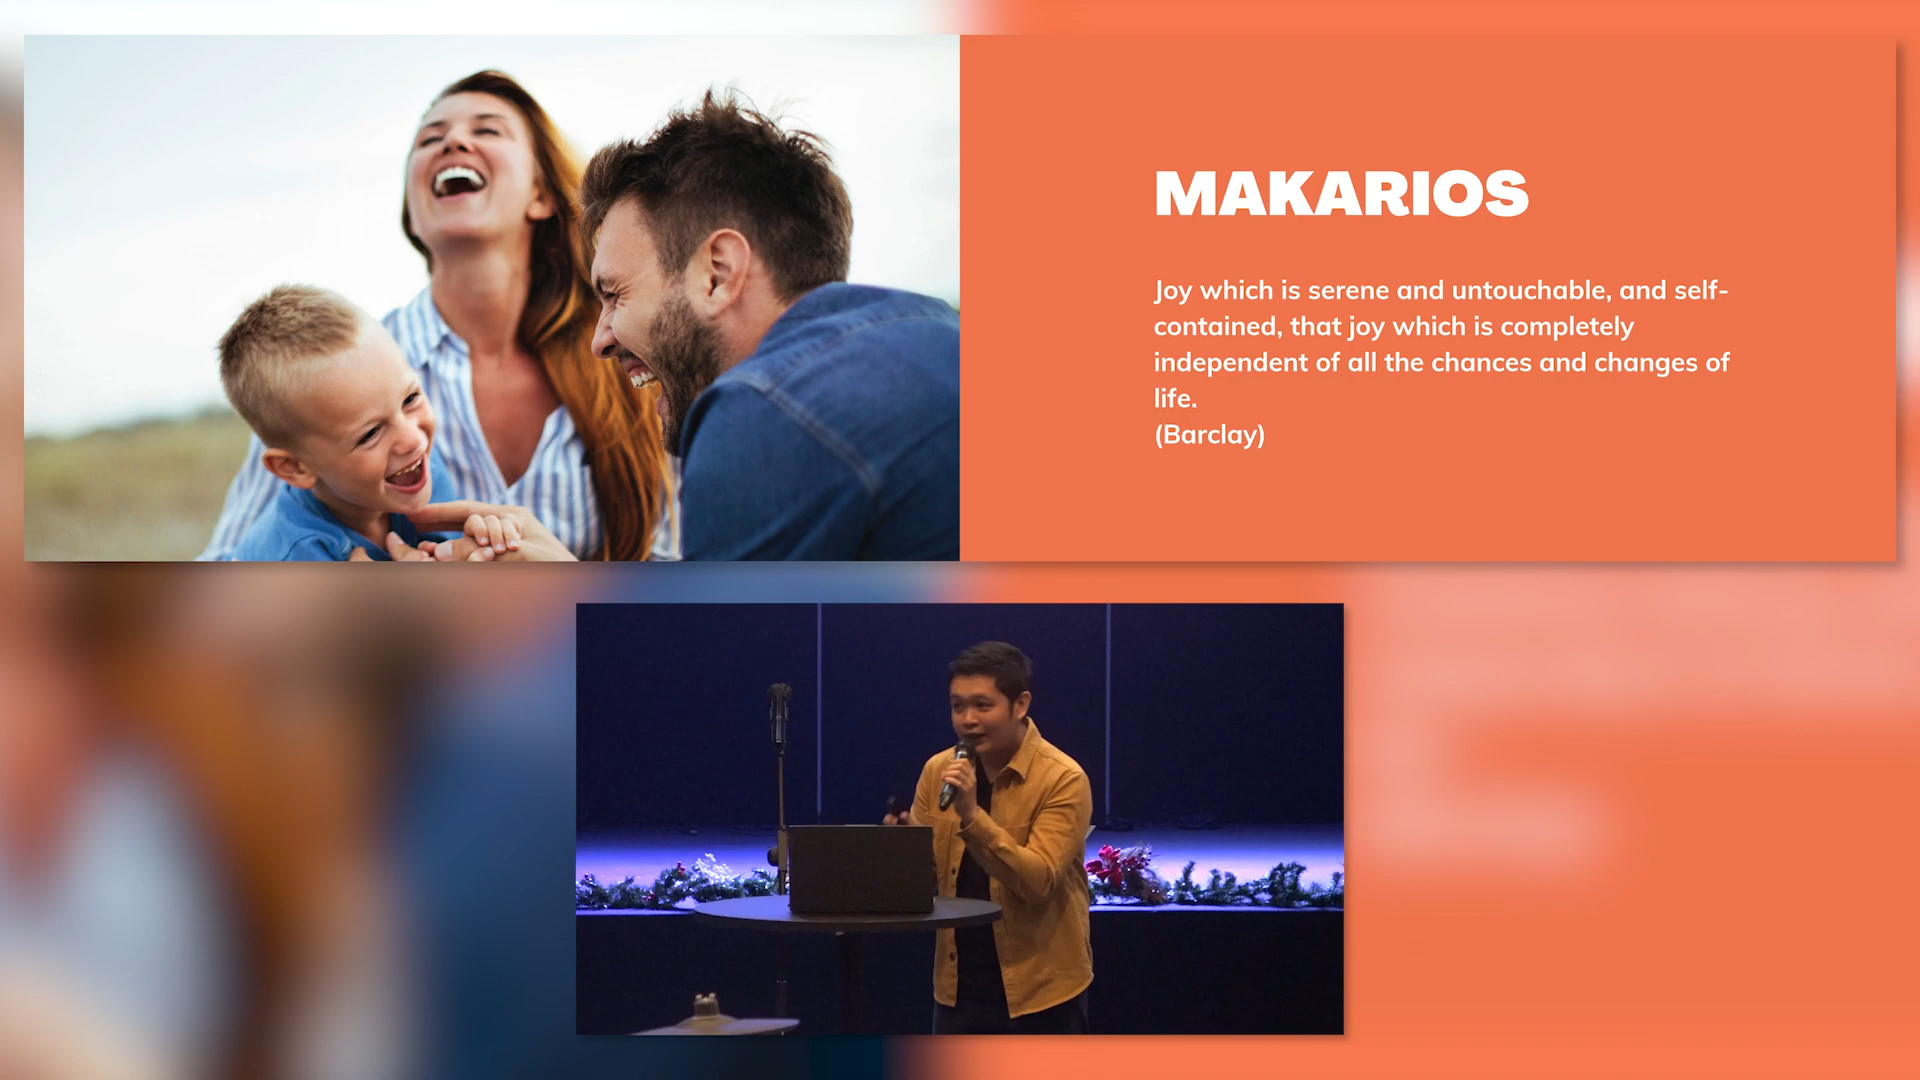 MAKARIOS
Joy which is serene and untouchable, and self-
contained, that joy which is completely
independent of all the chances and changes of
life.
(Barclay)